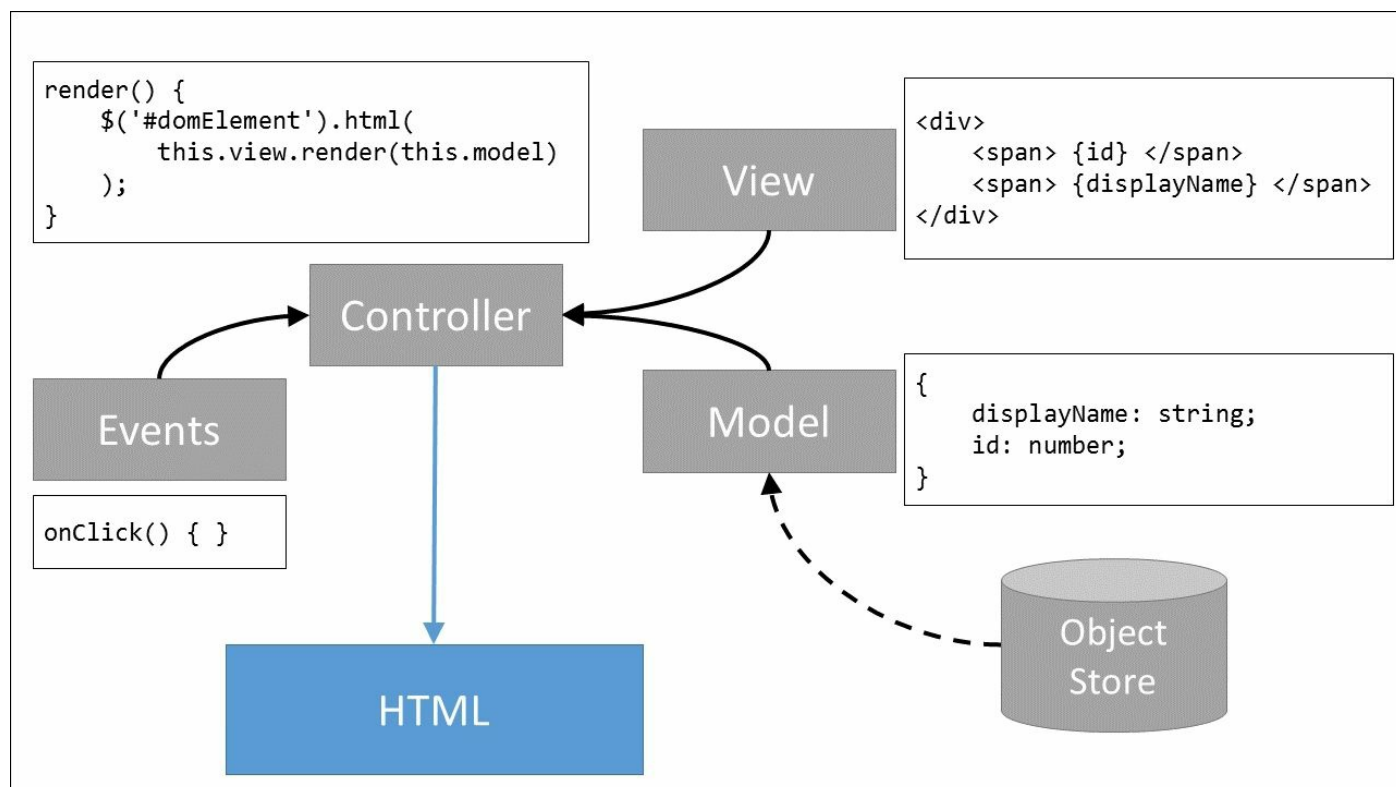 render() {
    $('#domElement').html(
        this.view.render(this.model)
    );
}
View
<div>
    <span> {id} </span>
    <span> {displayName} </span>
</div>
Controller
Events
onClick() { }
Model
{
    displayName: string;
    id: number;
}
Object
Store
HTML